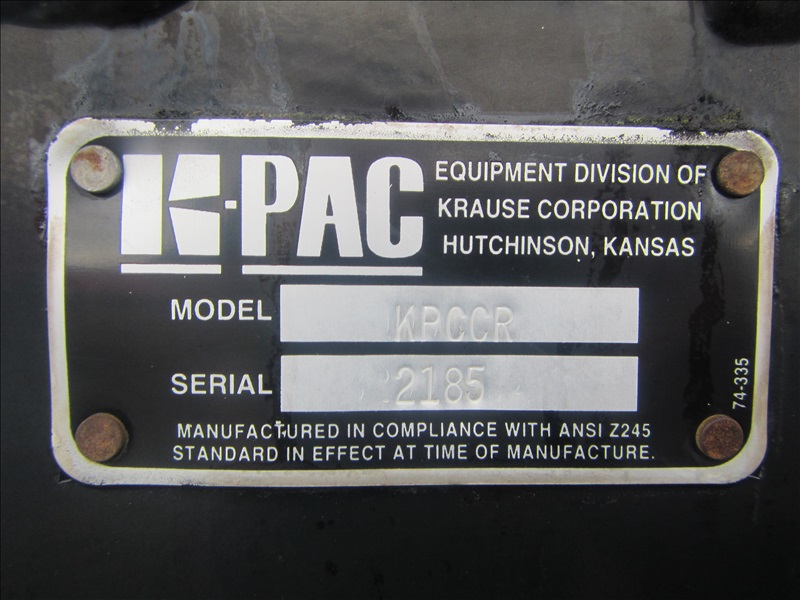 K-PAC
EQUIPMENT DIVISION OF
KRAUSE CORPORATION
HUTCHINSON, KANSAS
MODEL KPCCR
SERIAL 2185
74-335
MANUFACTURED IN COMPLIANCE WITH ANSI Z245
STANDARD IN EFFECT AT TIME OF MANUFACTURE.